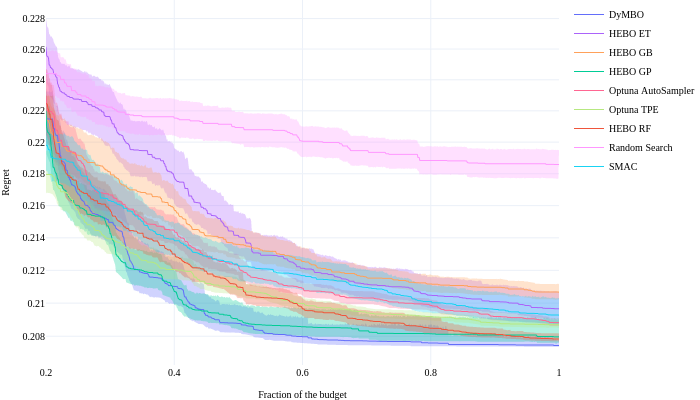 0.228
0.226
0.224
0.222
0.22
0.218
0.216
0.214
0.212
0.21
0.208
Regret
0.2
0.4
0.6
0.8
1
Fraction of the budget
DyMBO
HEBO ET
HEBO GB
HEBO GP
Optuna AutoSampler
Optuna TPE
HEBO RF
Random Search
SMAC